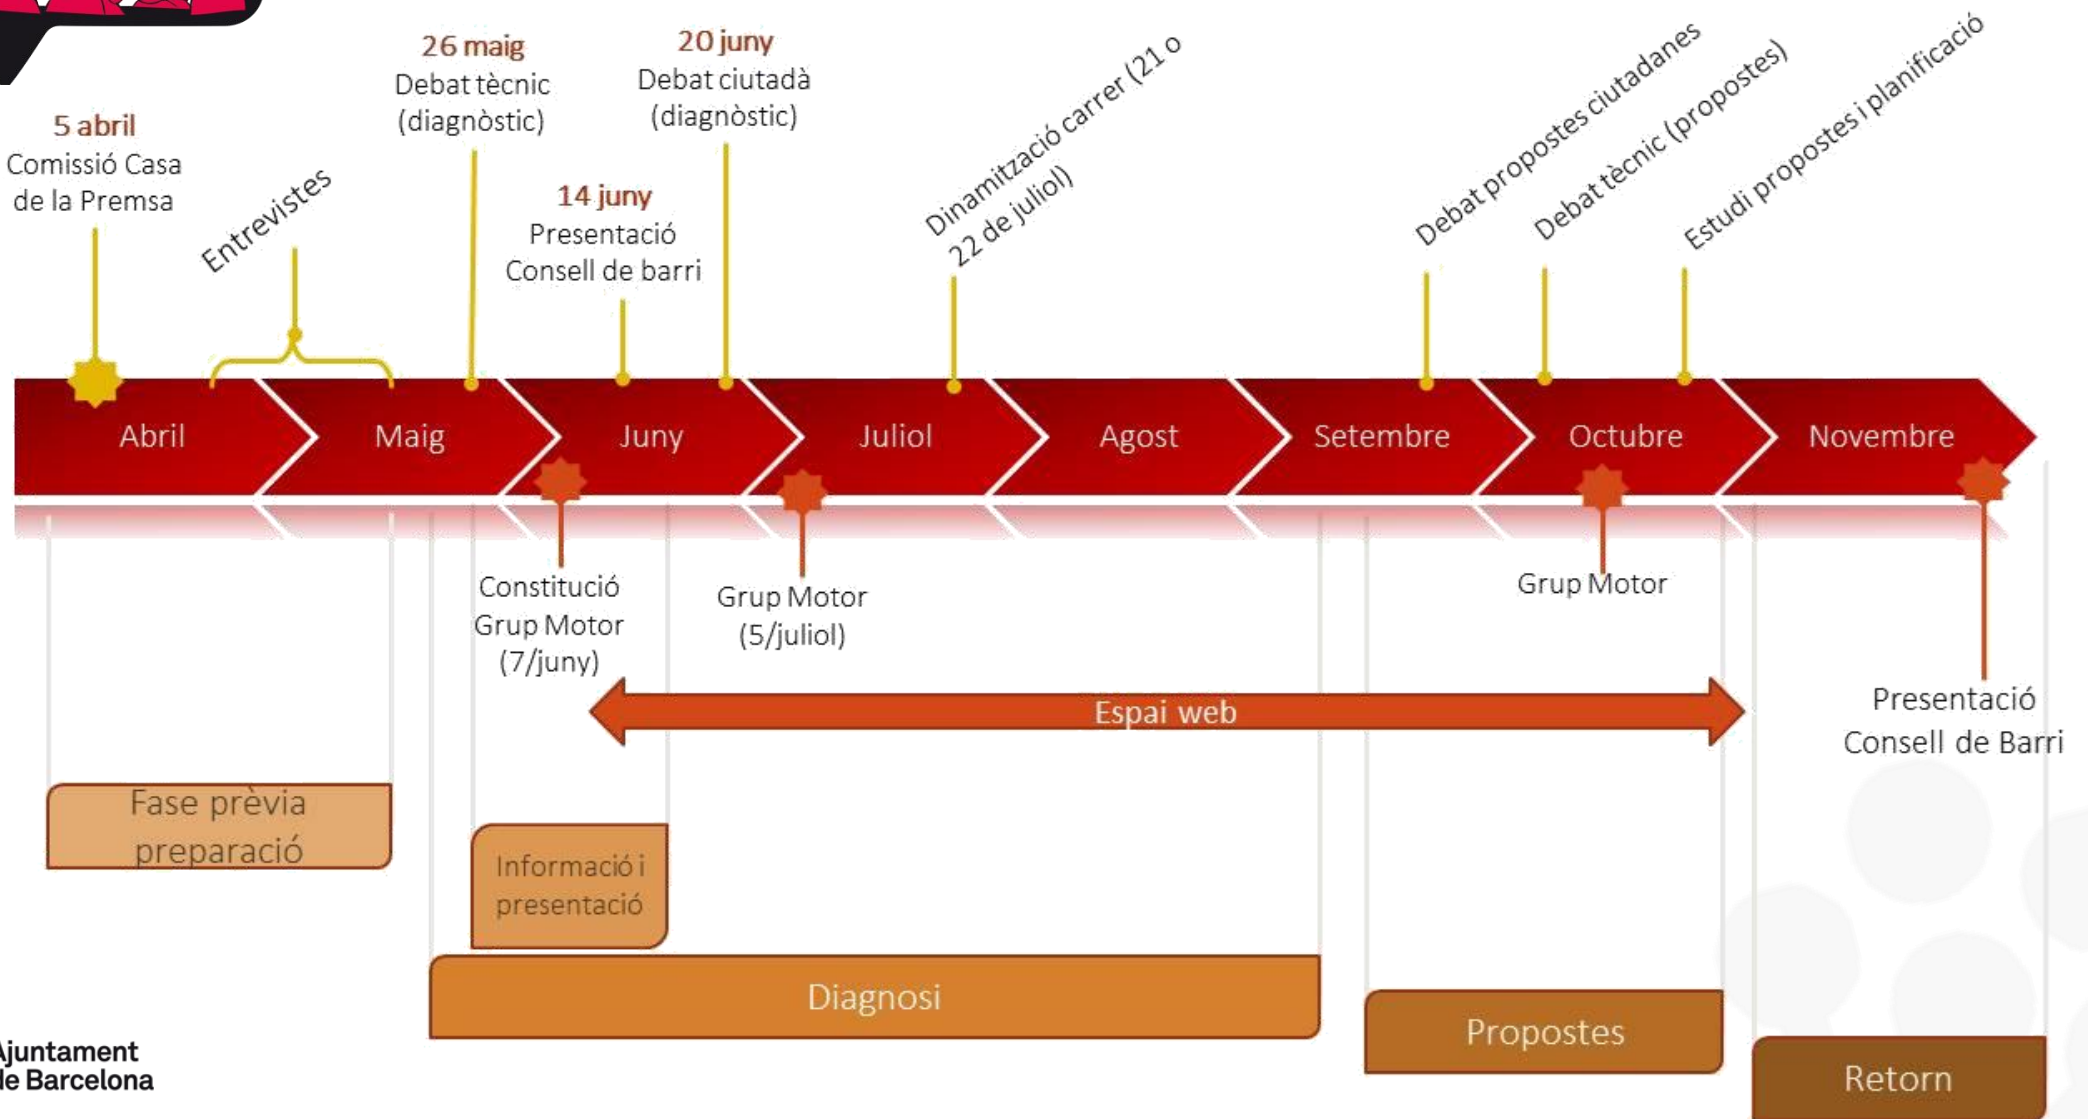 26 maig
Debat tècnic
(diagnòstic)
20 juny
Debat ciutadà
(diagnòstic)
5 abril
Comissió Casa
de la Premsa
Entrevistes
14 juny
Presentació
Consell de barri
Dinamització carrer (21 o
22 de juliol)
Debat propostes ciutadanes
Debat tècnic (propostes)
Estudi propostes i planificació
Abril
Maig
Juny
Juliol
Agost
Setembre
Octubre
Novembre
Constitució
Grup Motor
(7/juny)
Grup Motor
(5/juliol)
Grup Motor
Espai web
Presentació
Consell de Barri
Fase prèvia
preparació
Informació i
presentació
Diagnosi
Propostes
Retorn
Ajuntament
de Barcelona